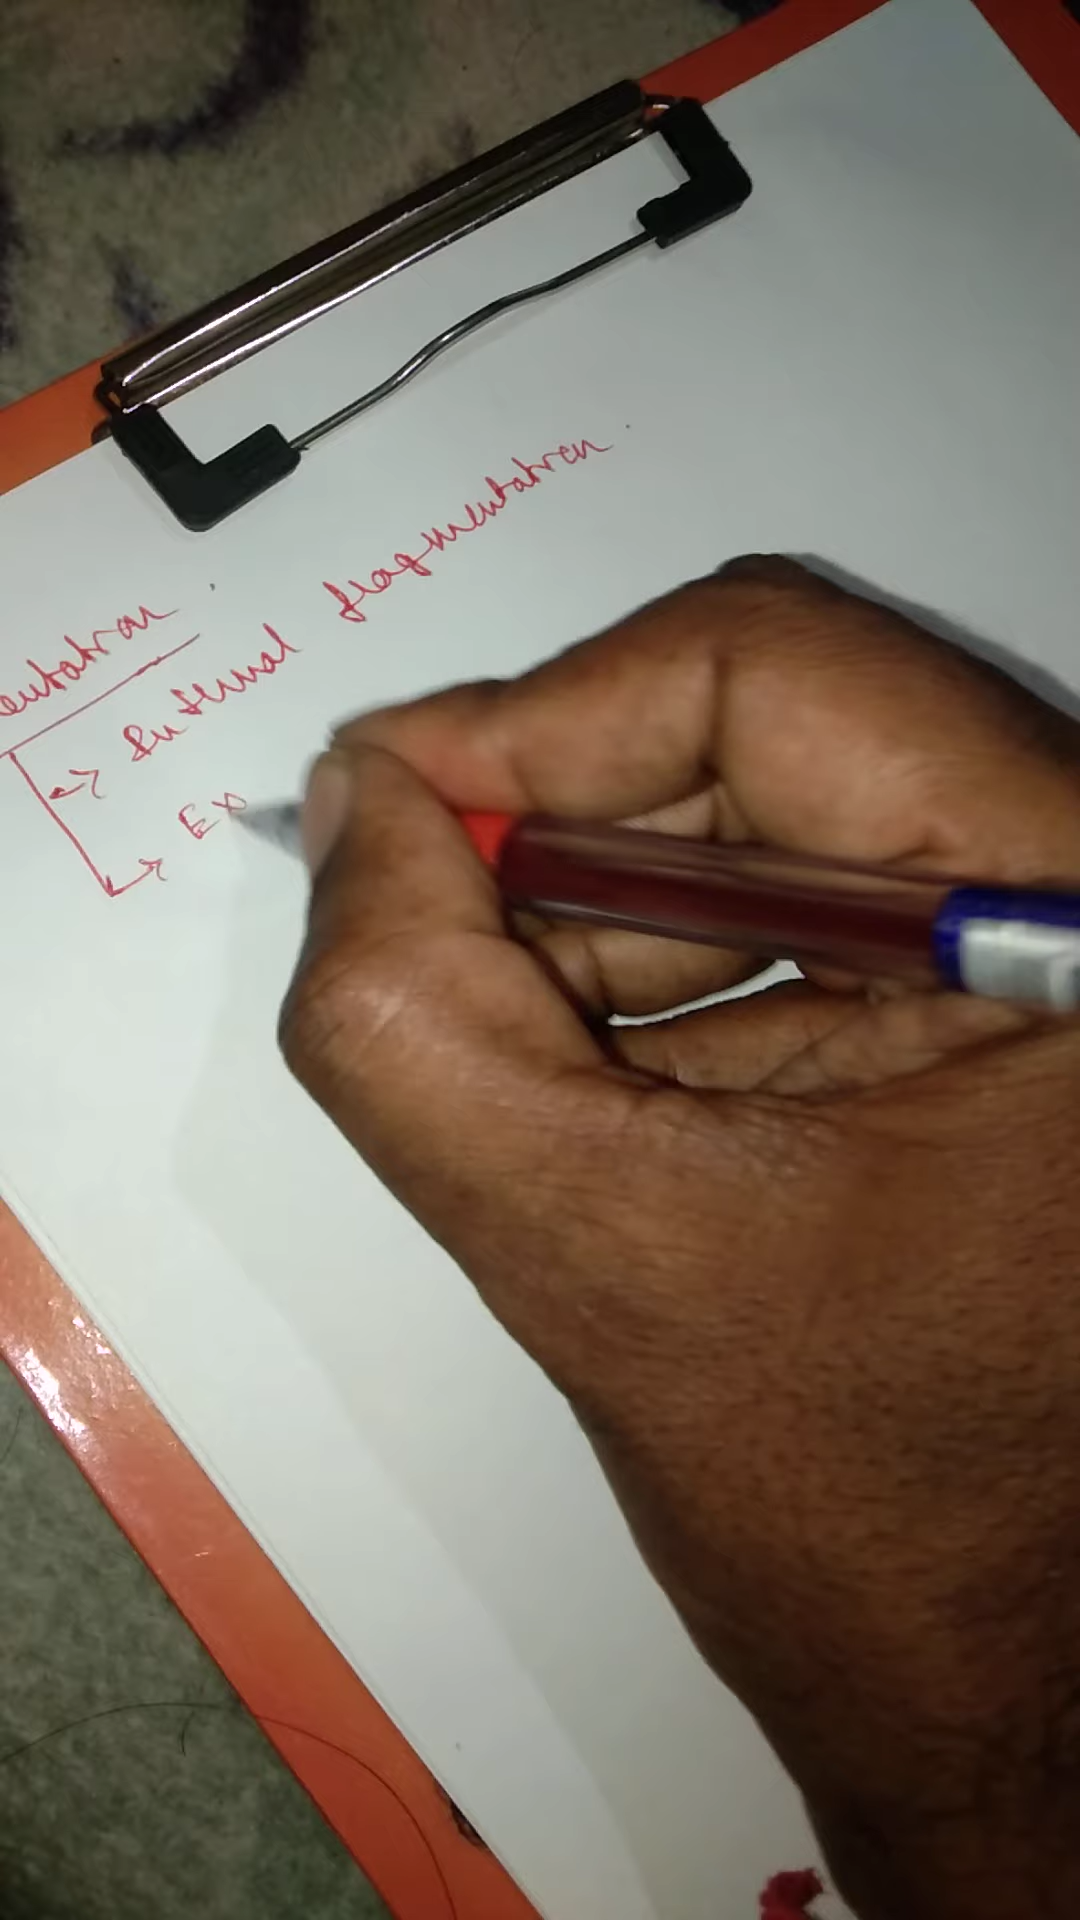 entation
→ Internal fragmentation
→ Ex